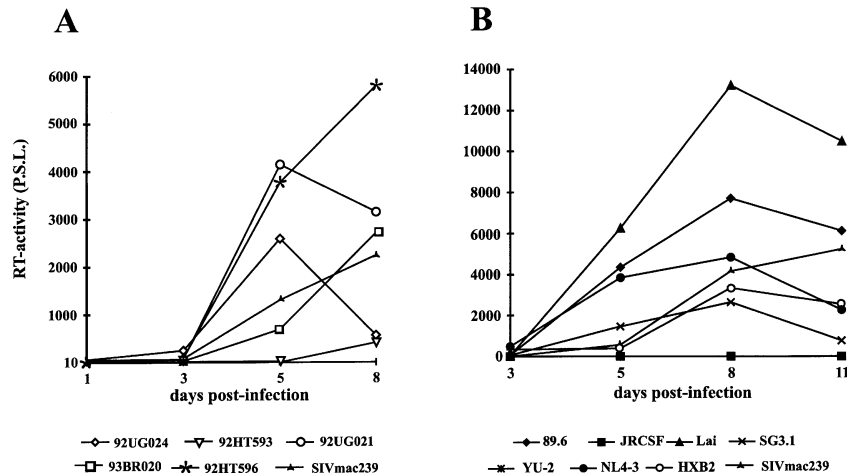 A
B
RT-activity (P.S.L.)
6000
5000
4000
3000
2000
1000
10
1 3 5 8
days post-infection
14000
12000
10000
8000
6000
4000
2000
0
3 5 8 11
days post-infection
92UG024 92HT593 92UG021
93BR020 92HT596 SIVmac239
89.6 JRCSF Lai SG3.1
YU-2 NL4-3 HXB2 SIVmac239